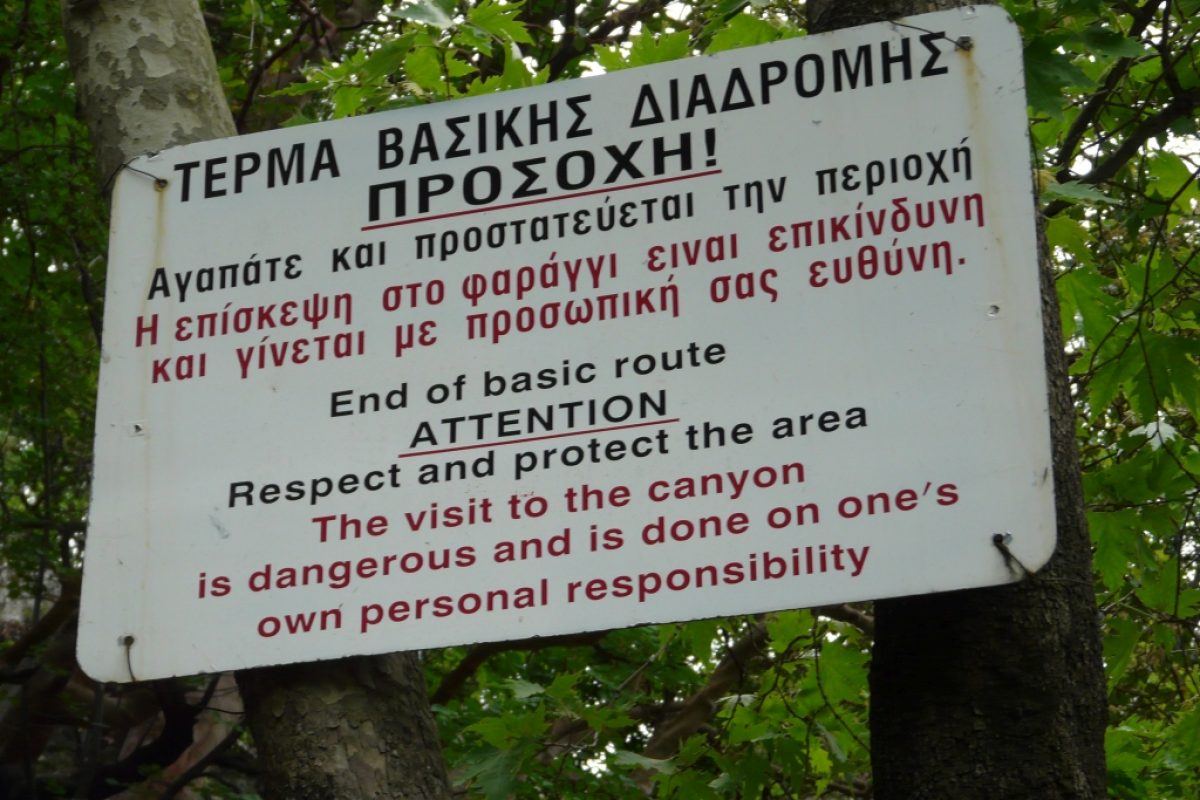 ΤΕΡΜΑ ΒΑΣΙΚΗΣ ΔΙΑΔΡΟΜΗΣ
ΠΡΟΣΟΧΗ!
Αγαπάτε και προστατεύεται την περιοχή
Η επίσκεψη στο φαράγγι ειναι επικίνδυνη
και γίνεται με προσωπική σας ευθύνη.
End of basic route
ATTENTION
Respect and protect the area
The visit to the canyon
is dangerous and is done on one's
own personal responsibility